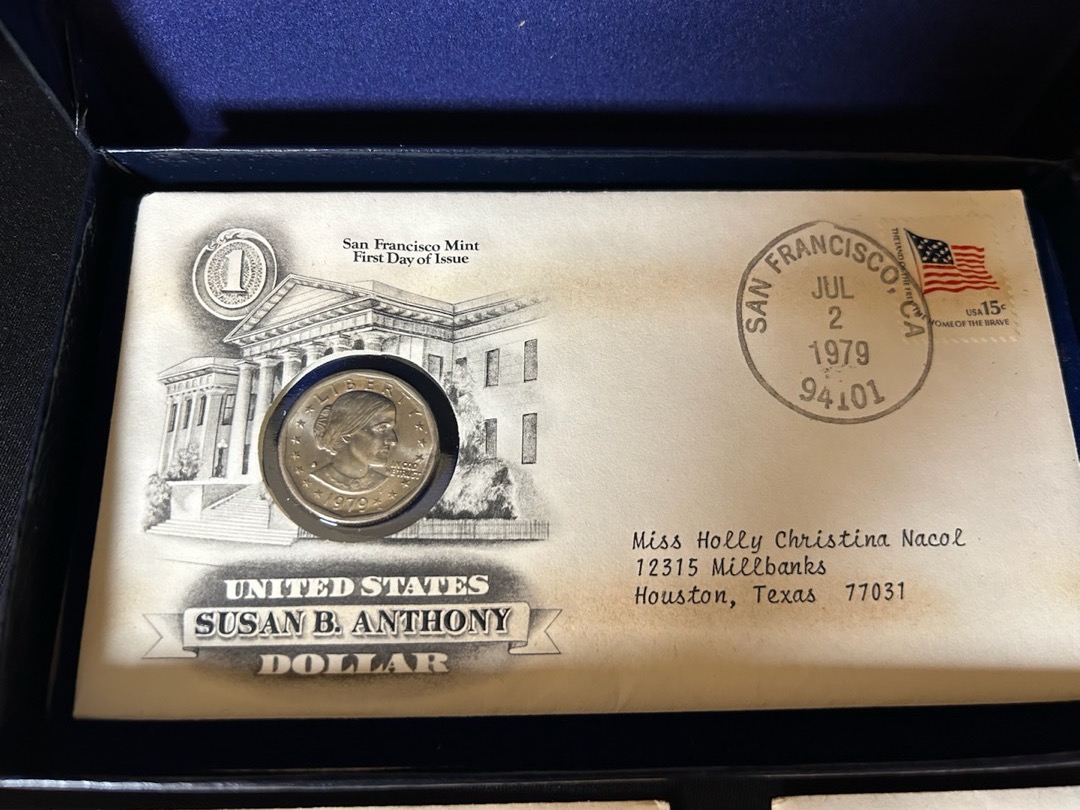 1
San Francisco Mint
First Day of Issue
LIBERTY
1979
UNITED STATES
SUSAN B. ANTHONY
DOLLAR
SAN FRANCISCO, CA
JUL
2
1979
94101
USA 15c
HOME OF THE BRAVE
Miss Holly Christina Nacol
12315 Millbanks
Houston, Texas 77031